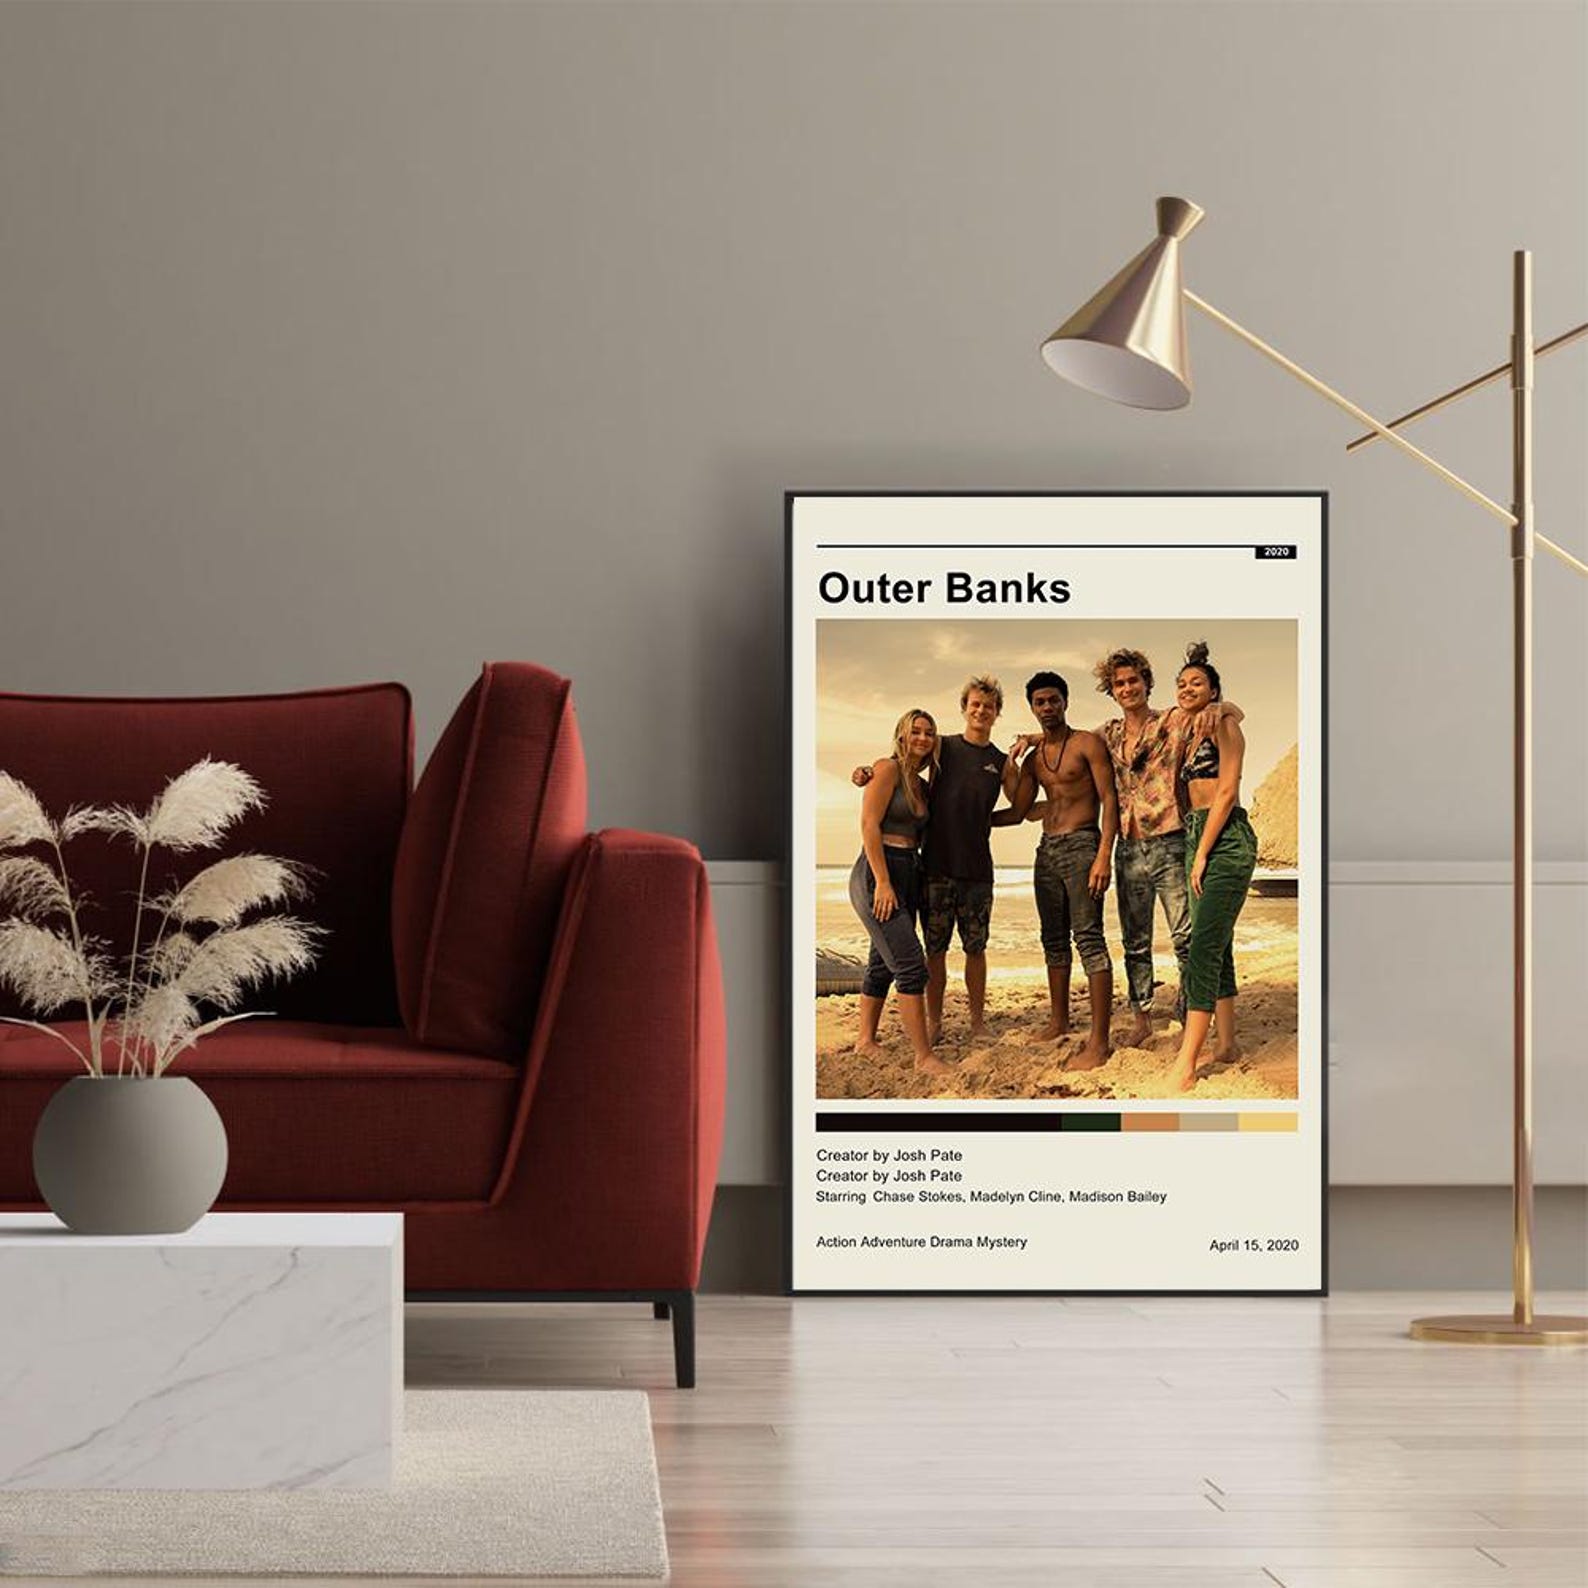 2020
Outer Banks
Creator by Josh Pate
Creator by Josh Pate
Starring Chase Stokes, Madelyn Cline, Madison Bailey
Action Adventure Drama Mystery
April 15, 2020